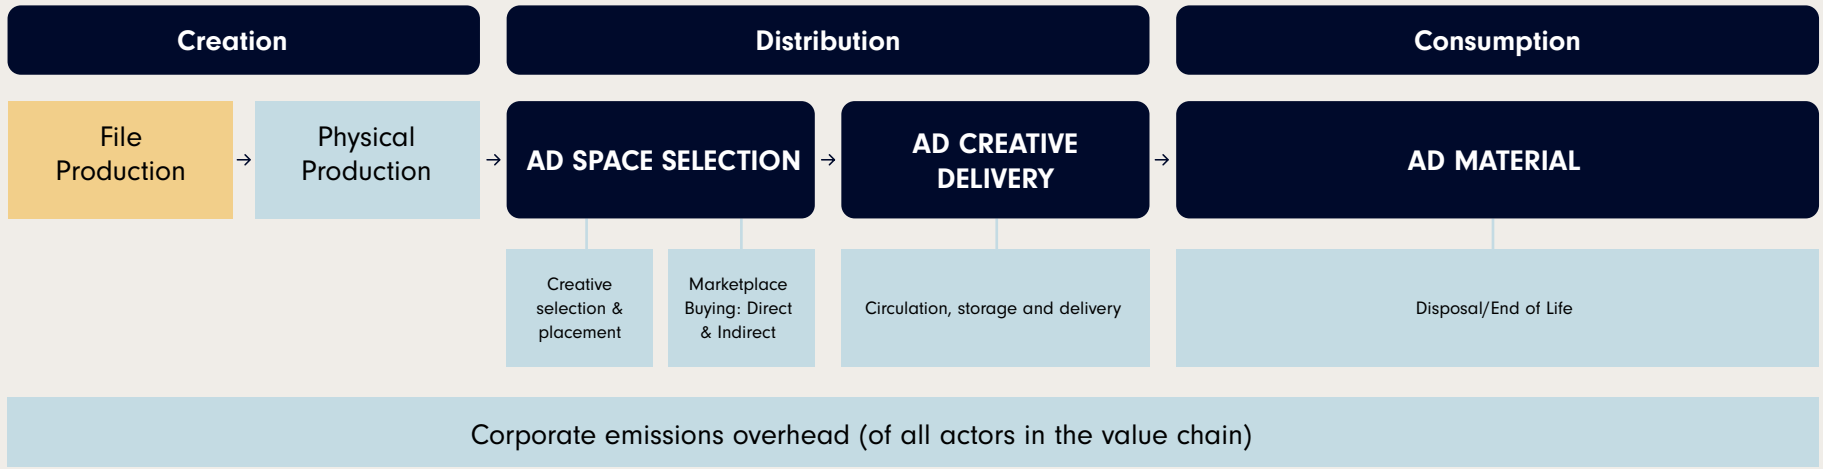 Creation
Distribution
Consumption
File
Production
Physical
Production
AD SPACE SELECTION
AD CREATIVE
DELIVERY
AD MATERIAL
Creative
selection &
placement
Marketplace
Buying: Direct
& Indirect
Circulation, storage and delivery
Disposal/End of Life
Corporate emissions overhead (of all actors in the value chain)